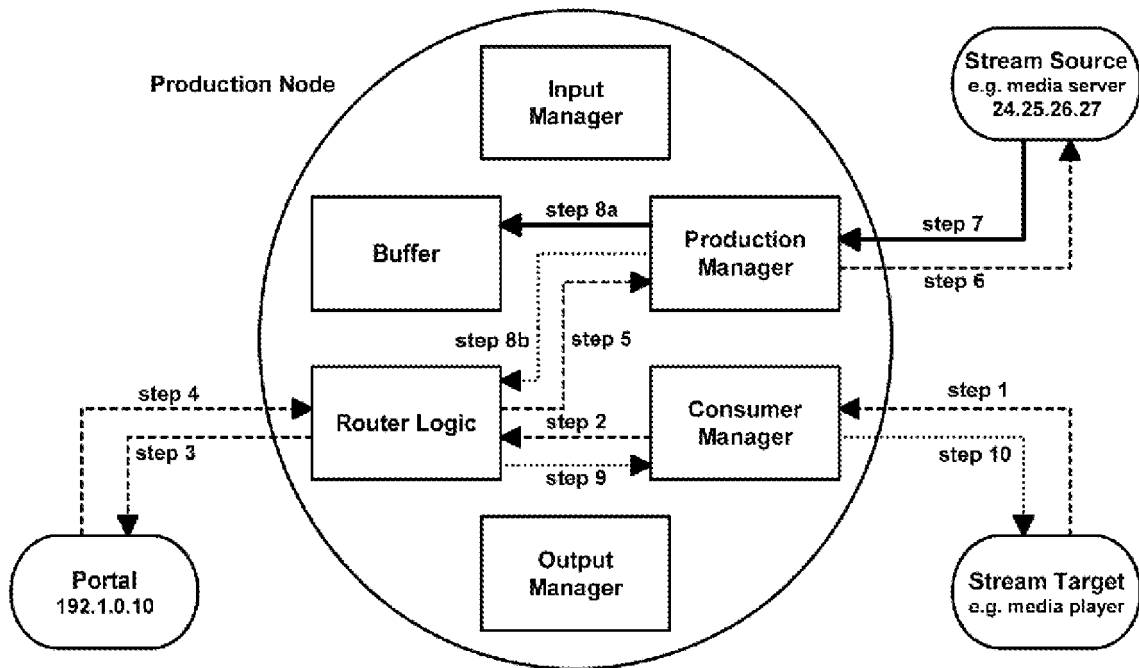 Production Node
Input
Manager
Stream Source
e.g. media server
24.25.26.27
step 8a
step 7
Buffer
Production
Manager
step 6
step 8b
step 5
step 4
step 1
Router Logic
step 2
Consumer
Manager
step 3
step 9
step 10
Portal
192.1.0.10
Output
Manager
Stream Target
e.g. media player